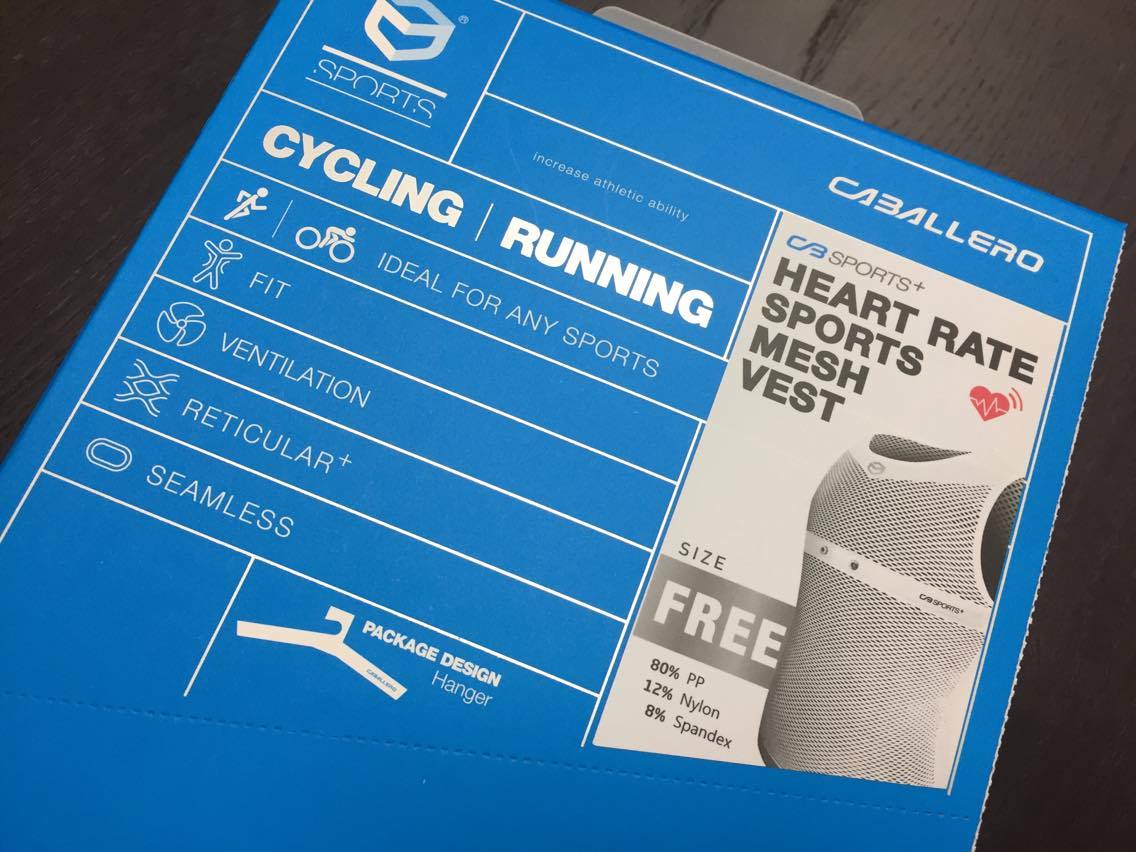 ®
SPORTS
increase athletic ability
CABALLERO
CYCLING | RUNNING
IDEAL FOR ANY SPORTS
FIT
VENTILATION
RETICULAR+
SEAMLESS
PACKAGE DESIGN
Hanger
CABALLERO
CB SPORTS+
HEART RATE
SPORTS
MESH
VEST
SIZE
FREE
80% PP
12% Nylon
8% Spandex
CB SPORTS+